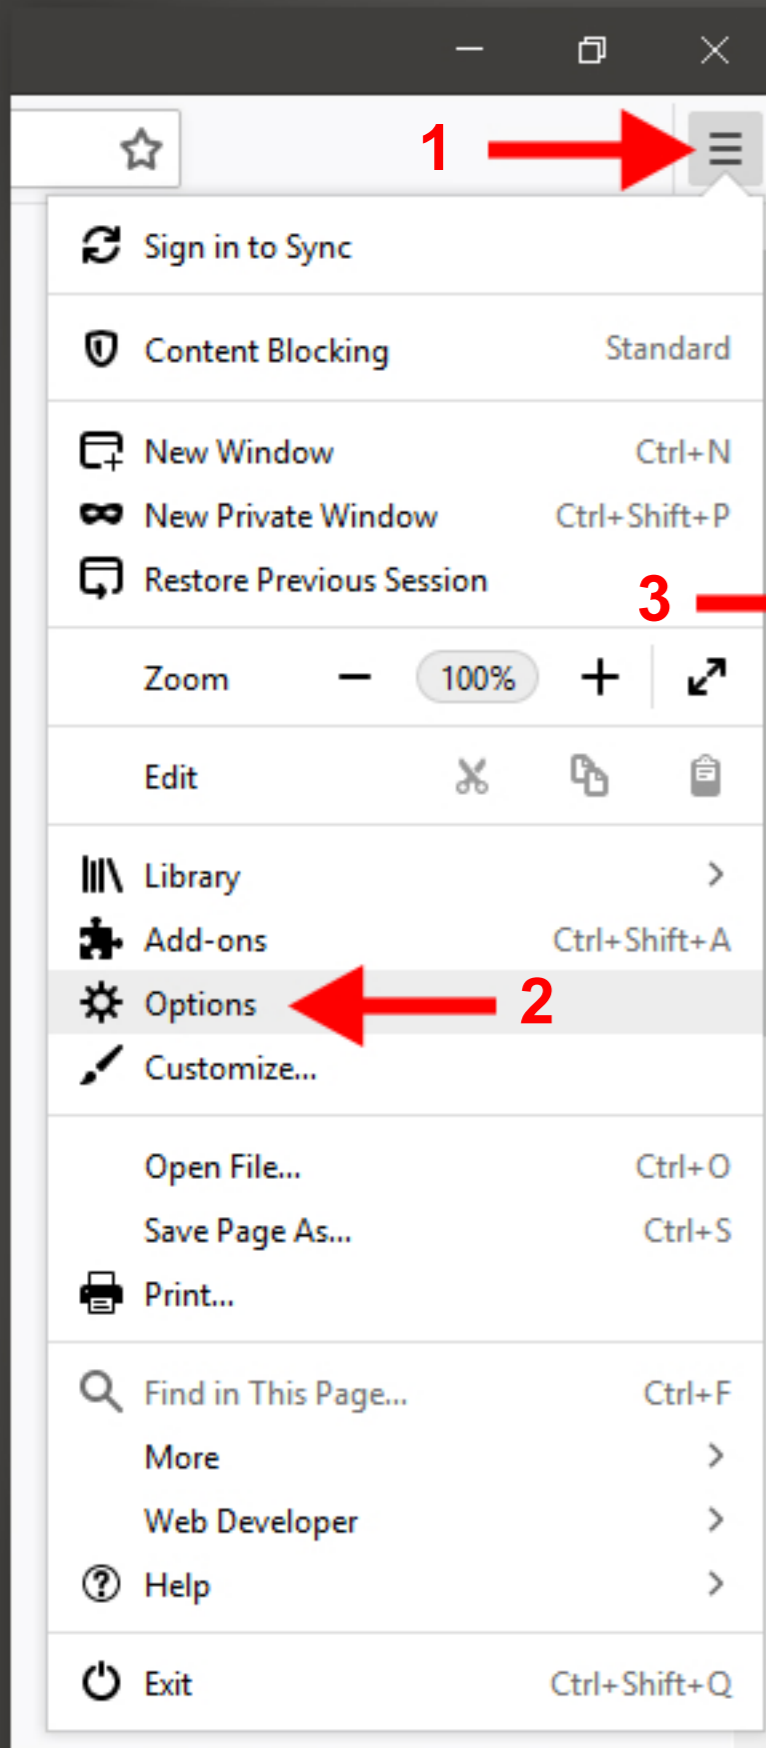 1
Sign in to Sync
Content Blocking Standard
New Window Ctrl+N
New Private Window Ctrl+Shift+P
Restore Previous Session
3
Zoom 100%
Edit
Library
Add-ons Ctrl+Shift+A
Options 2
Customize...
Open File... Ctrl+O
Save Page As... Ctrl+S
Print...
Find in This Page... Ctrl+F
More
Web Developer
Help
Exit Ctrl+Shift+Q